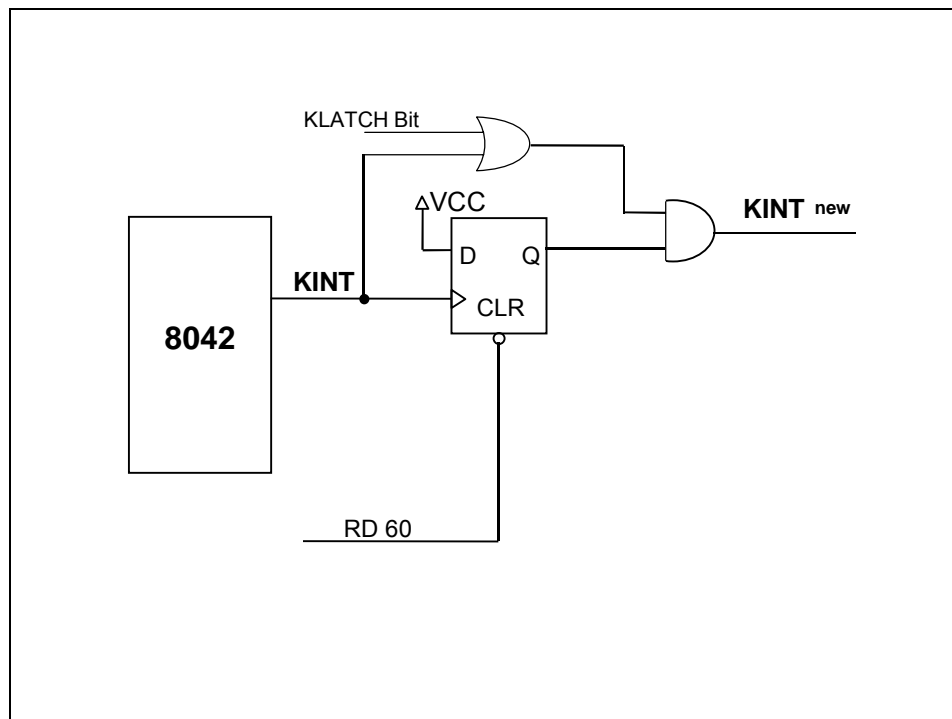 KLATCH Bit
VCC
KINT new
D Q
KINT
CLR
8042
RD 60